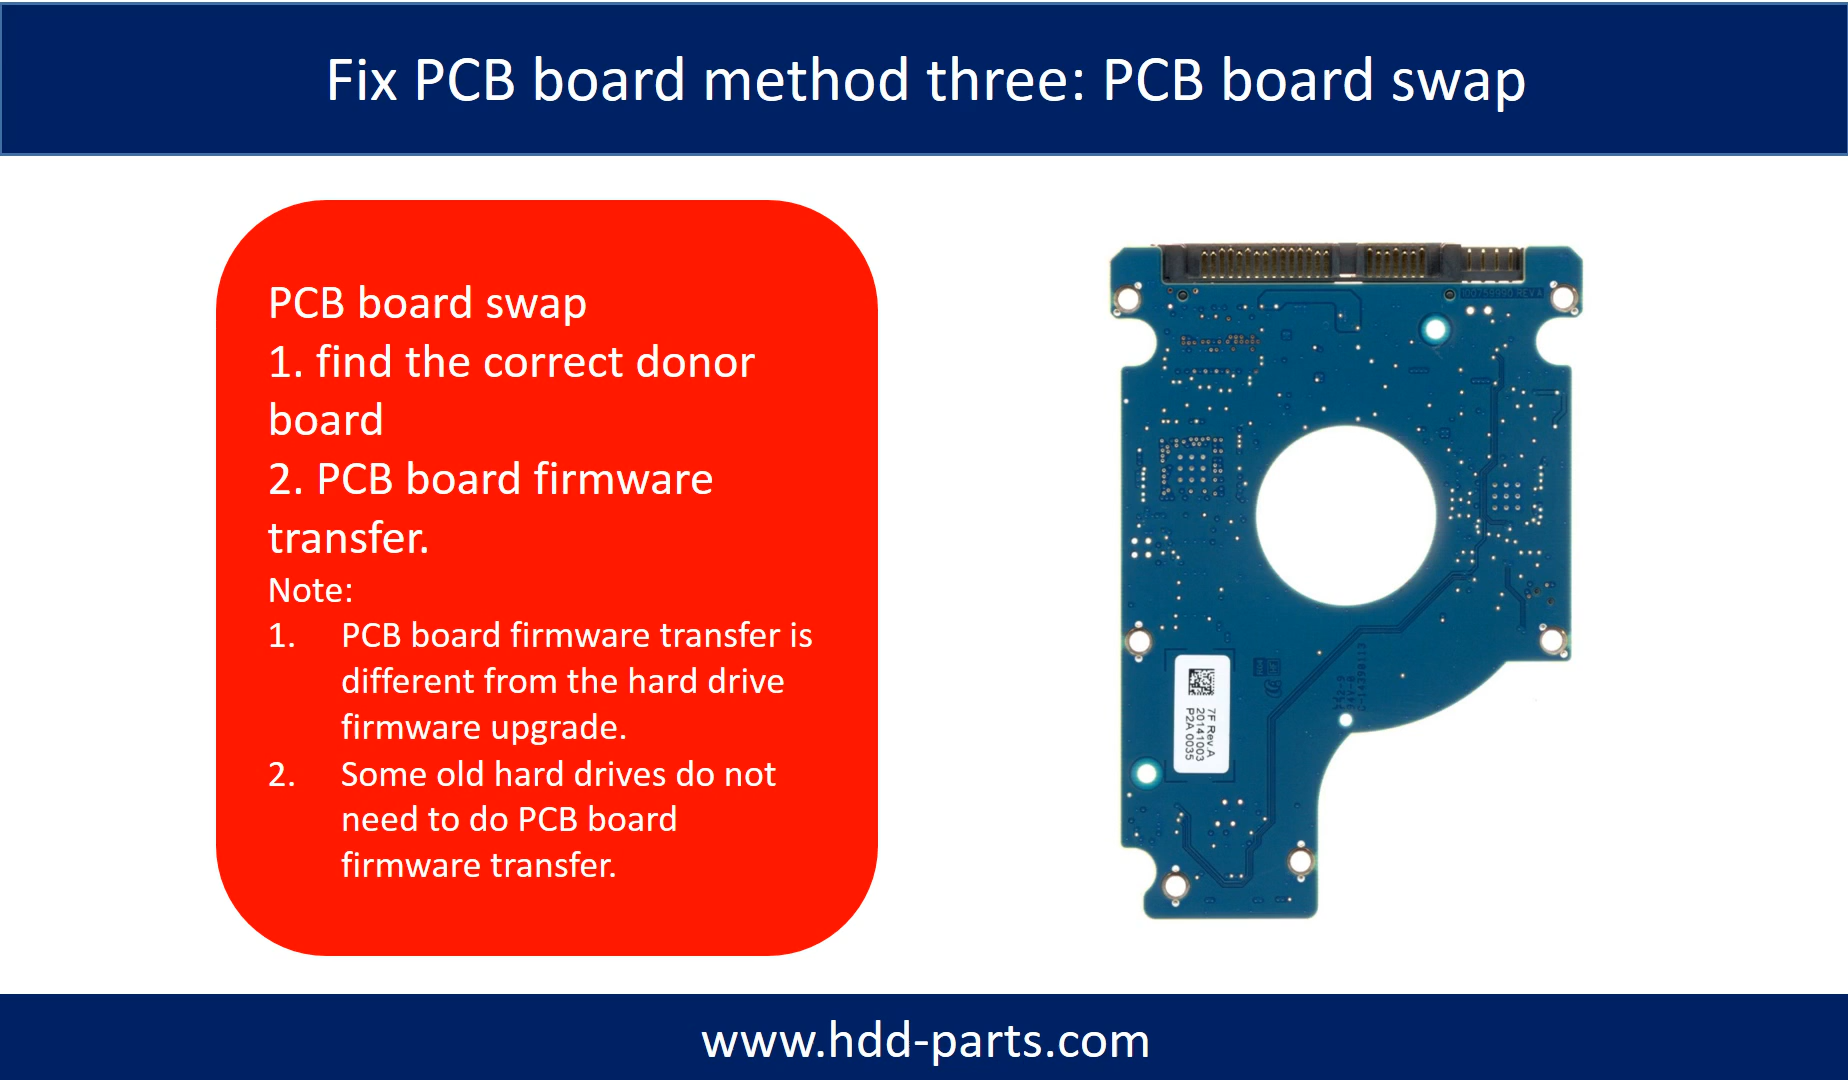 Fix PCB board method three: PCB board swap
PCB board swap
1. find the correct donor
board
2. PCB board firmware
transfer.
Note:
1. PCB board firmware transfer is
different from the hard drive
firmware upgrade.
2. Some old hard drives do not
need to do PCB board
firmware transfer.
7F Rev.A
20141003
P2A 0035
www.hdd-parts.com